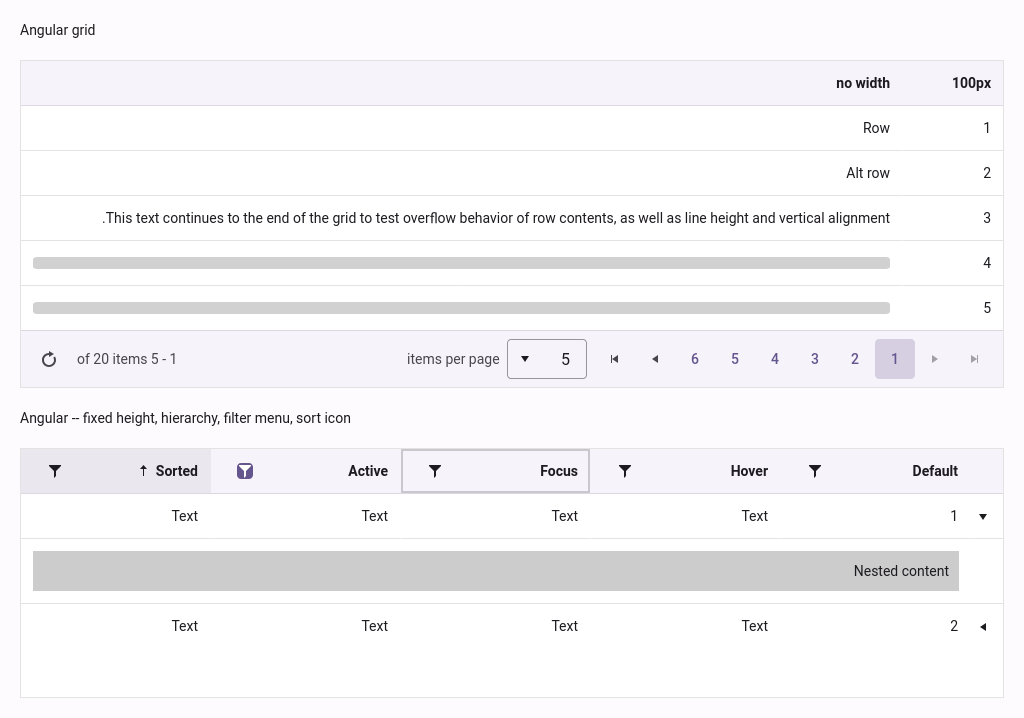 Angular grid
no width 100px
Row 1
Alt row 2
.This text continues to the end of the grid to test overflow behavior of row contents, as well as line height and vertical alignment 3
4
5
of 20 items 5 - 1 items per page 5 6 5 4 3 2 1
Angular -- fixed height, hierarchy, filter menu, sort icon
Sorted Active Focus Hover Default
Text Text Text Text 1
Nested content
Text Text Text Text 2